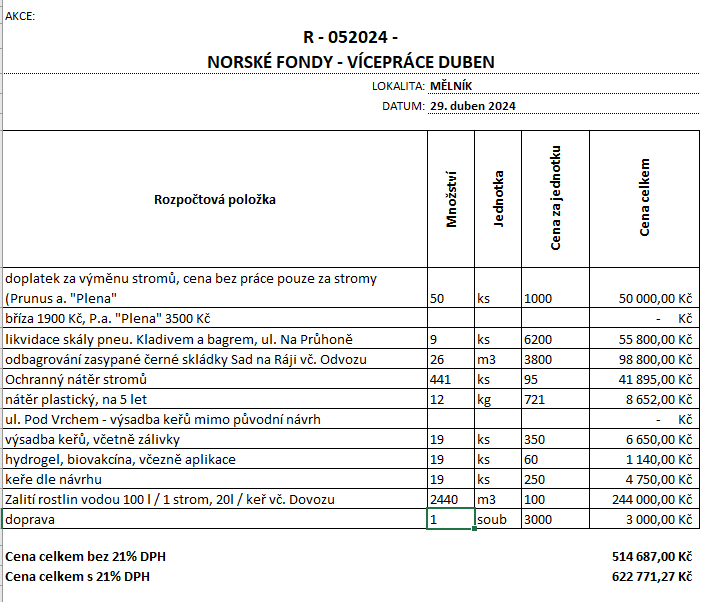 AKCE:
R - 052024 -
NORSKÉ FONDY - VÍCEPRÁCE DUBEN
LOKALITA: MĚLNÍK
DATUM: 29. duben 2024
Rozpočtová položka Množství Jednotka Cena za jednotku Cena celkem
doplatek za výměnu stromů, cena bez práce pouze za stromy
(Prunus a. "Plena" 50 ks 1000 50 000,00 Kč
bříza 1900 Kč, P.a. "Plena" 3500 Kč - Kč
likvidace skály pneu. Kladivem a bagrem, ul. Na Průhoně 9 ks 6200 55 800,00 Kč
odbagrování zasypané černé skládky Sad na Ráji vč. Odvozu 26 m3 3800 98 800,00 Kč
Ochranný nátěr stromů 441 ks 95 41 895,00 Kč
nátěr plastický, na 5 let 12 kg 721 8 652,00 Kč
ul. Pod Vrchem - výsadba keřů mimo původní návrh - Kč
výsadba keřů, včetně zálivky 19 ks 350 6 650,00 Kč
hydrogel, biovakcína, včezně aplikace 19 ks 60 1 140,00 Kč
keře dle návrhu 19 ks 250 4 750,00 Kč
Zalití rostlin vodou 100 l / 1 strom, 20l / keř vč. Dovozu 2440 m3 100 244 000,00 Kč
doprava 1 soub 3000 3 000,00 Kč
Cena celkem bez 21% DPH 514 687,00 Kč
Cena celkem s 21% DPH 622 771,27 Kč